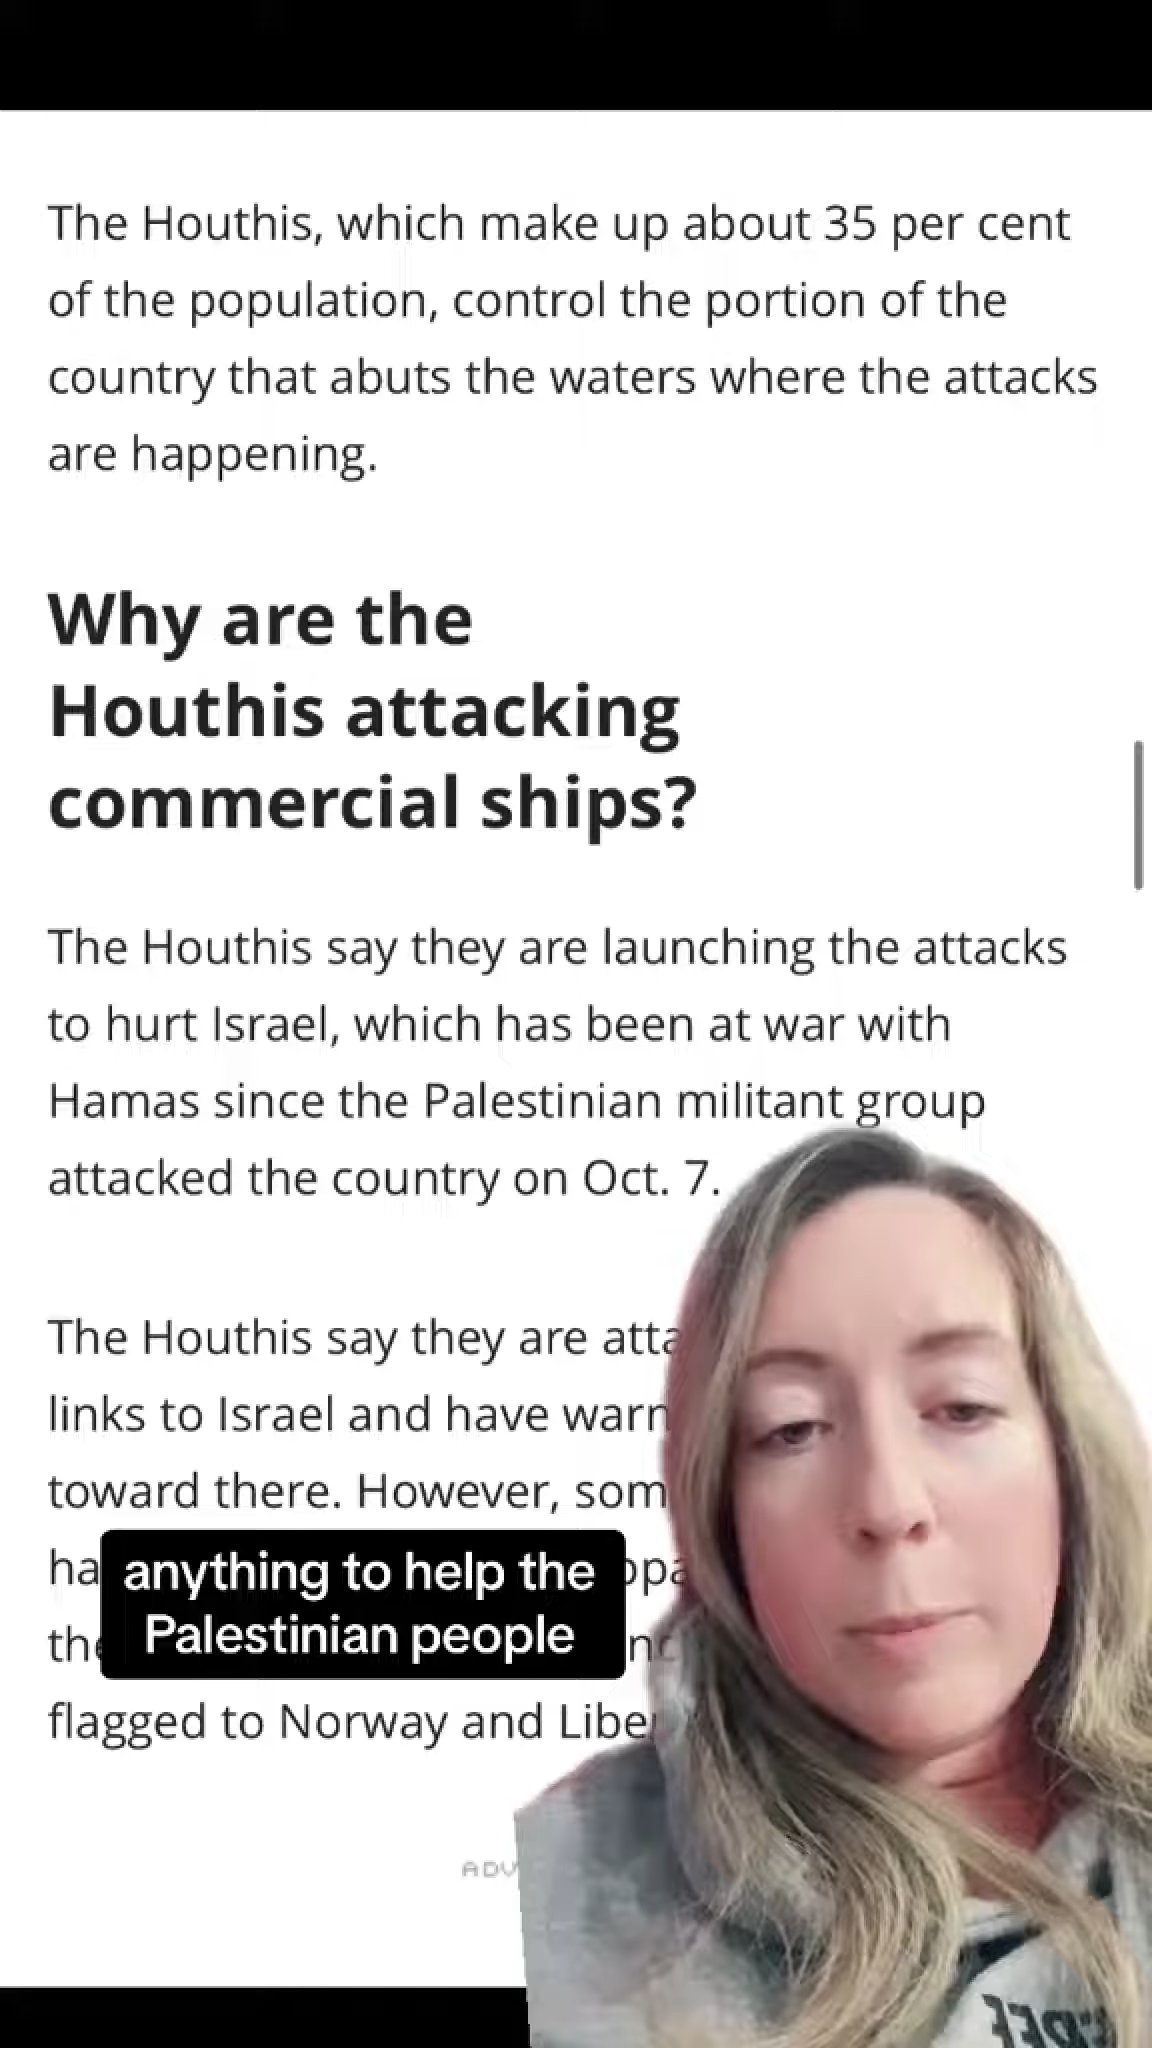 The Houthis, which make up about 35 per cent
of the population, control the portion of the
country that abuts the waters where the attacks
are happening.
Why are the
Houthis attacking
commercial ships?
The Houthis say they are launching the attacks
to hurt Israel, which has been at war with
Hamas since the Palestinian militant group
attacked the country on Oct. 7.
The Houthis say they are
links to Israel and have
toward there. However,
anything to help the
Palestinian people
flagged to Norway and